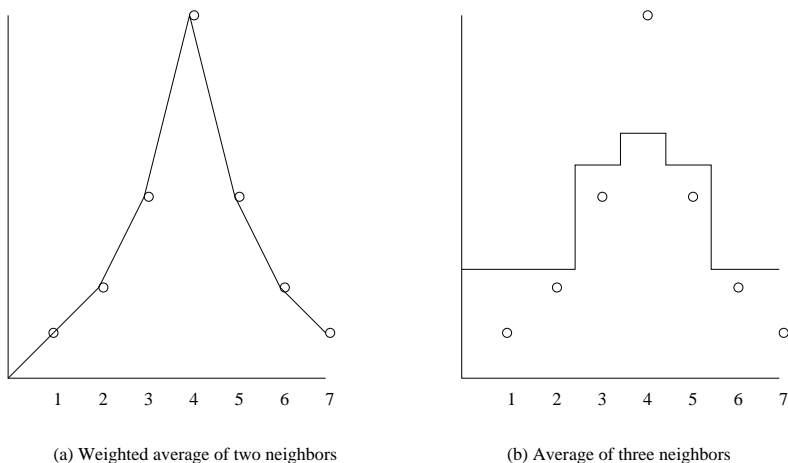 1 2 3 4 5 6 7
(a) Weighted average of two neighbors
1 2 3 4 5 6 7
(b) Average of three neighbors